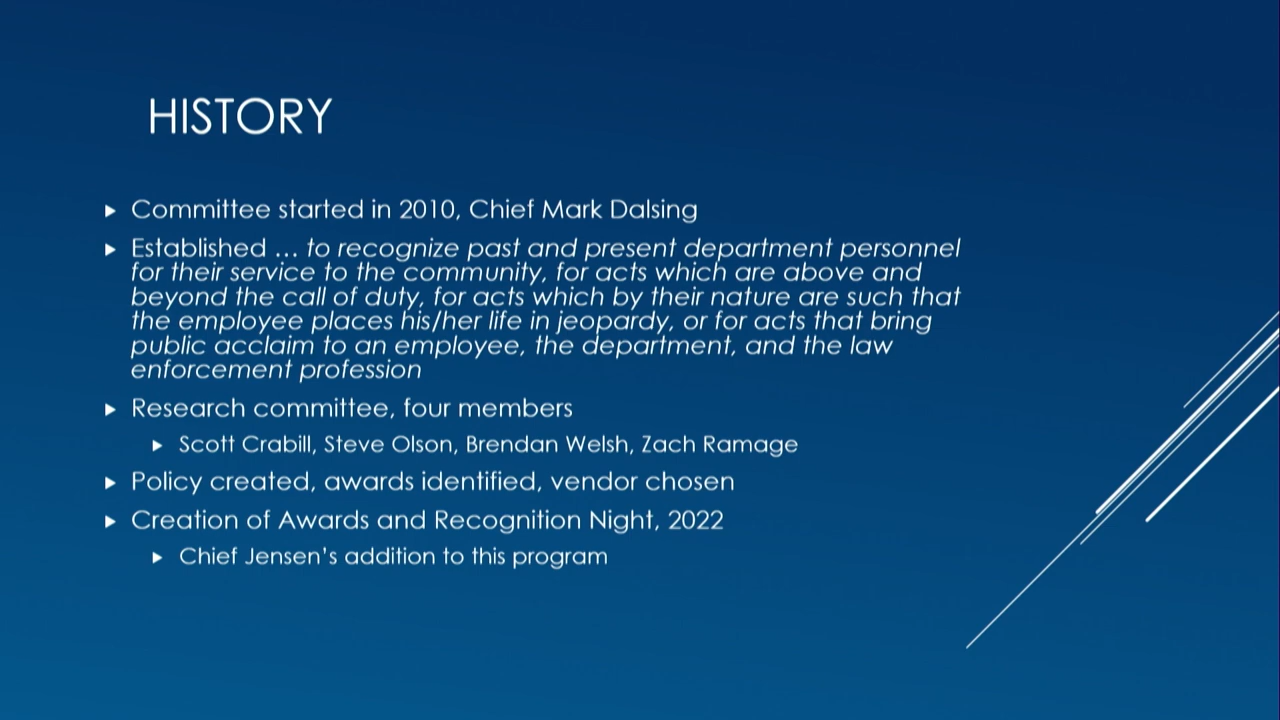 HISTORY
Committee started in 2010, Chief Mark Dalsing
Established … to recognize past and present department personnel
for their service to the community, for acts which are above and
beyond the call of duty, for acts which by their nature are such that
the employee places his/her life in jeopardy, or for acts that bring
public acclaim to an employee, the department, and the law
enforcement profession
Research committee, four members
Scott Crabill, Steve Olson, Brendan Welsh, Zach Ramage
Policy created, awards identified, vendor chosen
Creation of Awards and Recognition Night, 2022
Chief Jensen's addition to this program